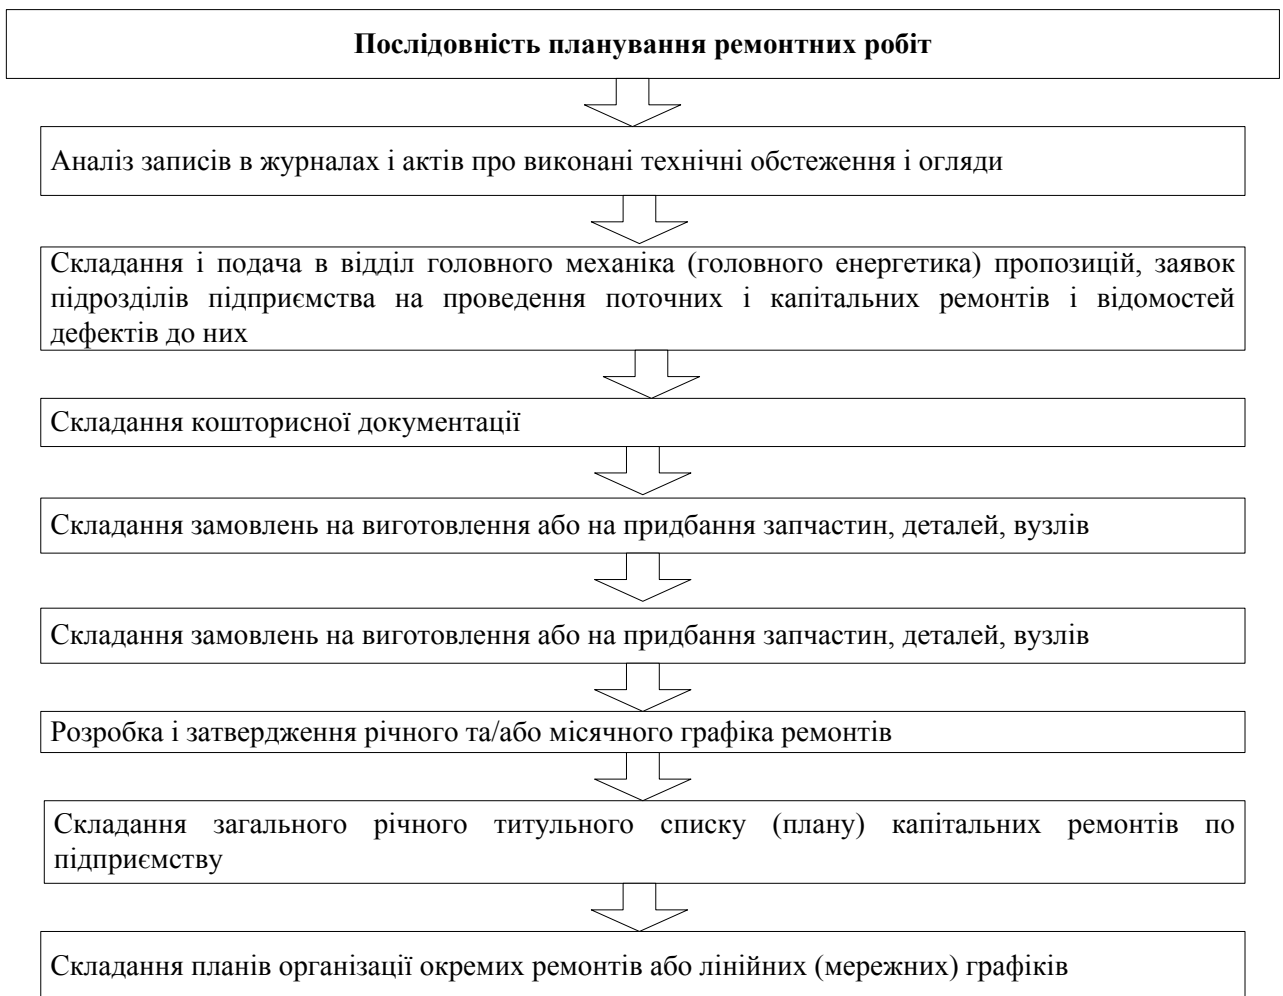 Послідовність планування ремонтних робіт
Аналіз записів в журналах і актів про виконані технічні обстеження і огляди
Складання і подача в відділ головного механіка (головного енергетика) пропозицій, заявок
підрозділів підприємства на проведення поточних і капітальних ремонтів і відомостей
дефектів до них
Складання кошторисної документації
Складання замовлень на виготовлення або на придбання запчастин, деталей, вузлів
Складання замовлень на виготовлення або на придбання запчастин, деталей, вузлів
Розробка і затвердження річного та/або місячного графіка ремонтів
Складання загального річного титульного списку (плану) капітальних ремонтів по
підприємству
Складання планів організації окремих ремонтів або лінійних (мережних) графіків